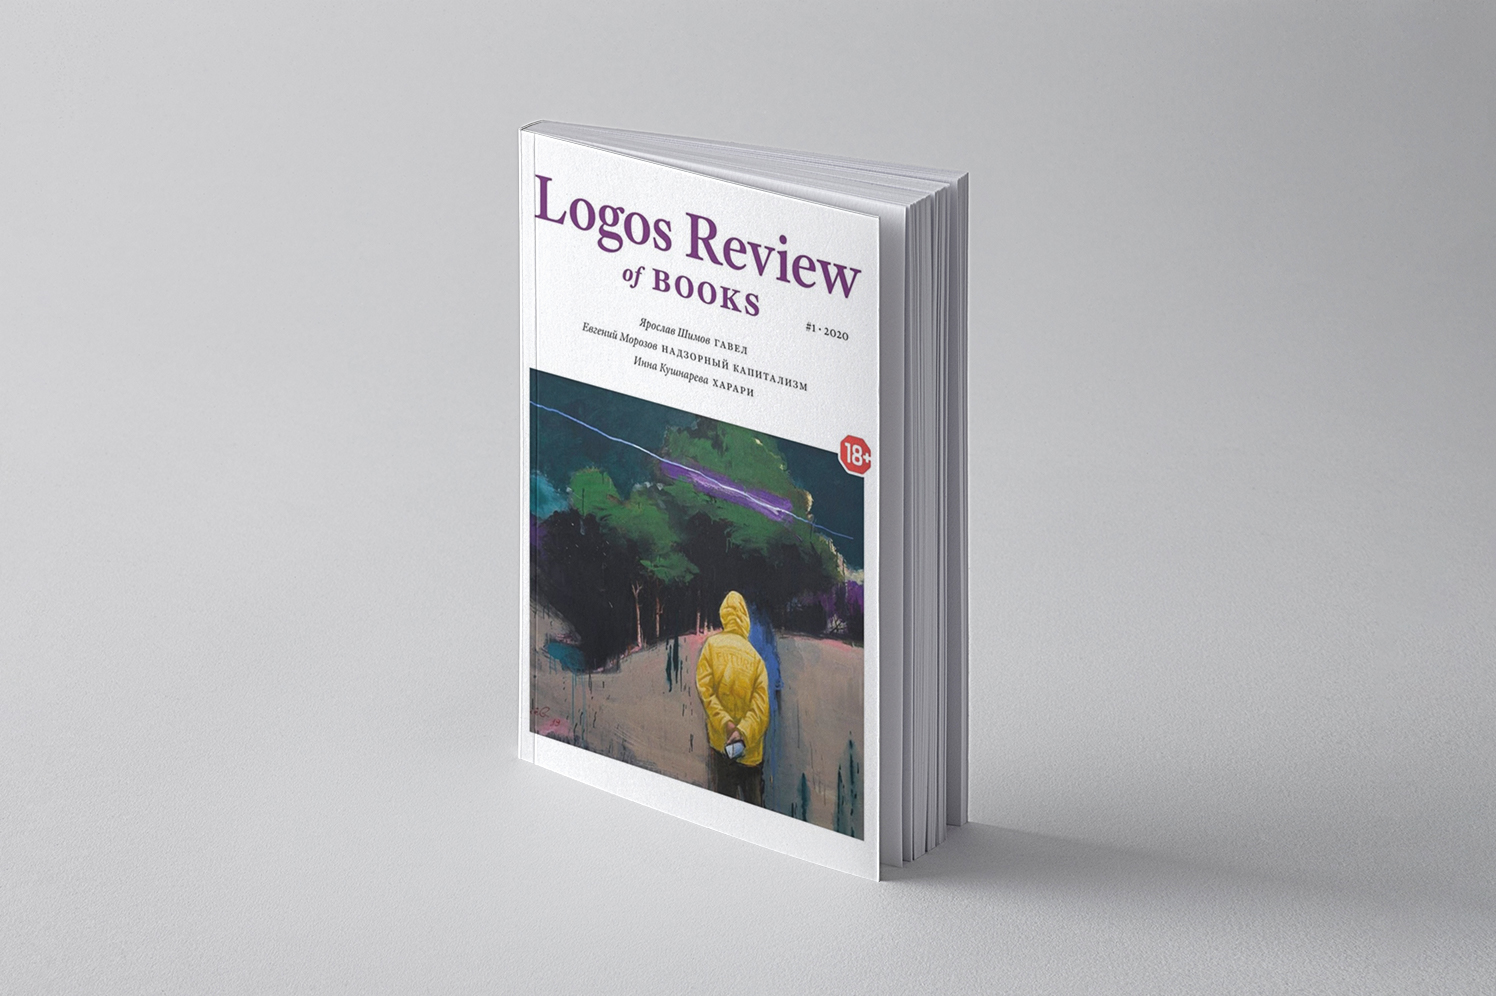 Logos Review
of BOOKS
#1 · 2020
Ярослав Шимов ГАВЕЛ
Евгений Морозов НАДЗОРНЫЙ КАПИТАЛИЗМ
Инна Кушнарева ХАРАРИ
18+